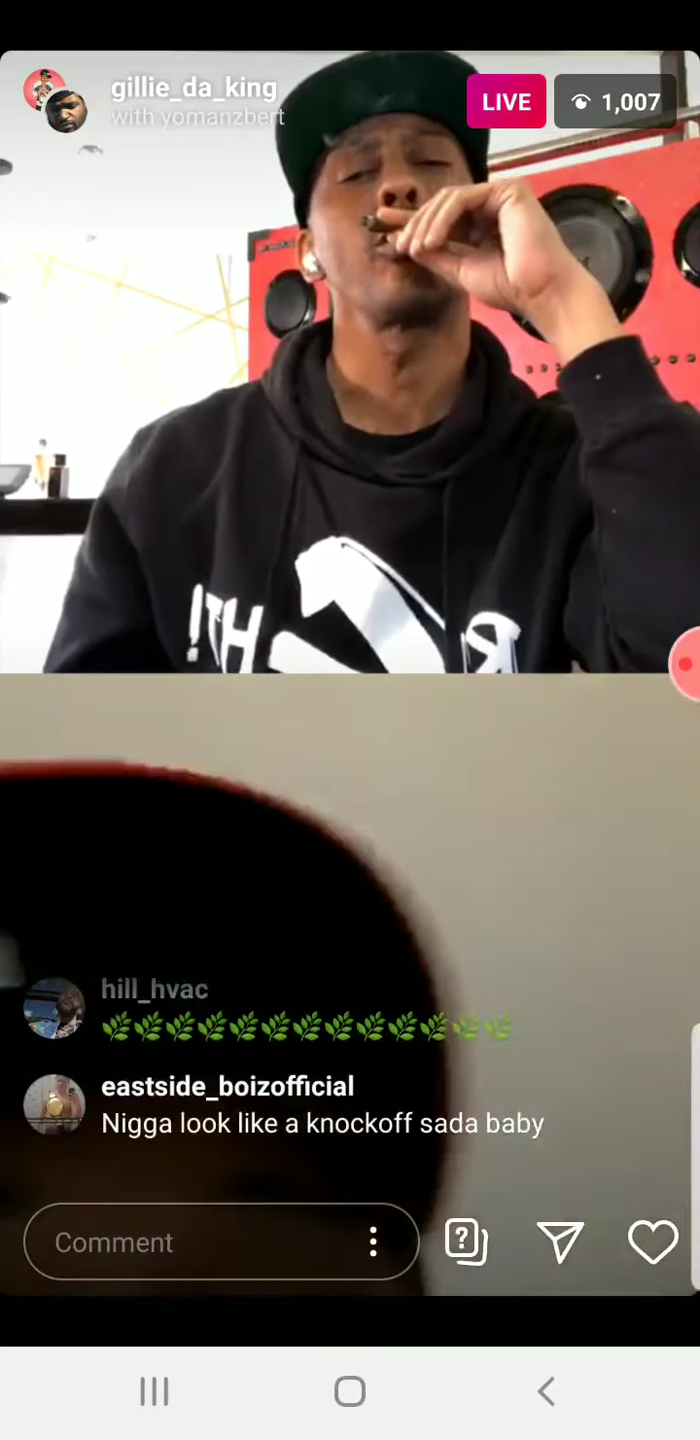 gillie_da_king
with yomanzbert
LIVE
1,007
hill_hvac
🌿🌿🌿🌿🌿🌿🌿🌿🌿🌿🌿🌿🌿
eastside_boizofficial
Nigga look like a knockoff sada baby
Comment